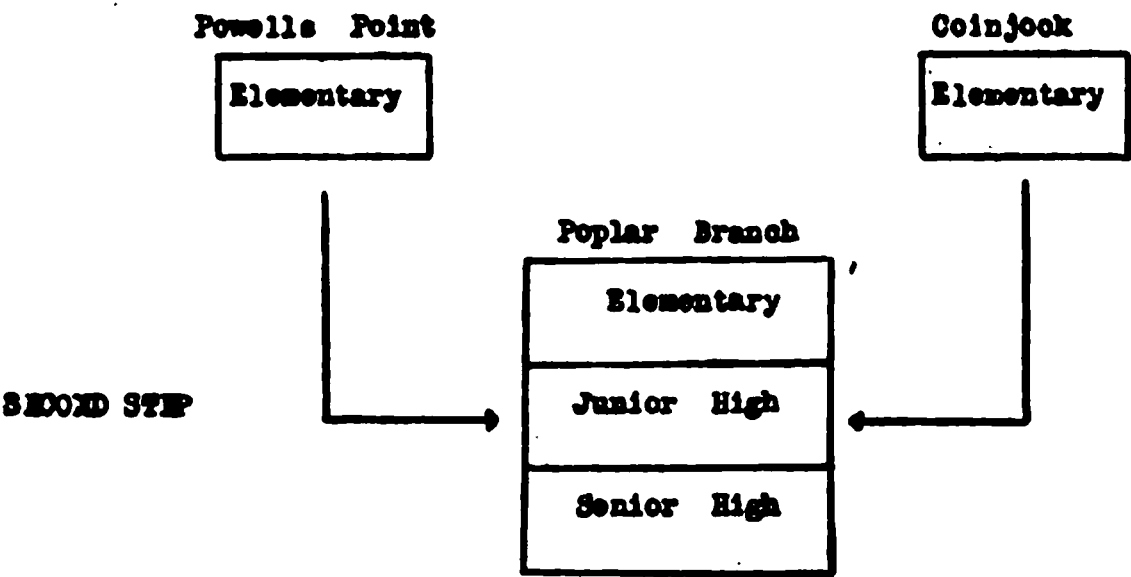 Powells Point
Coinjock
Elementary
Elementary
Poplar Branch
Elementary
SECOND STEP
Junior High
Senior High